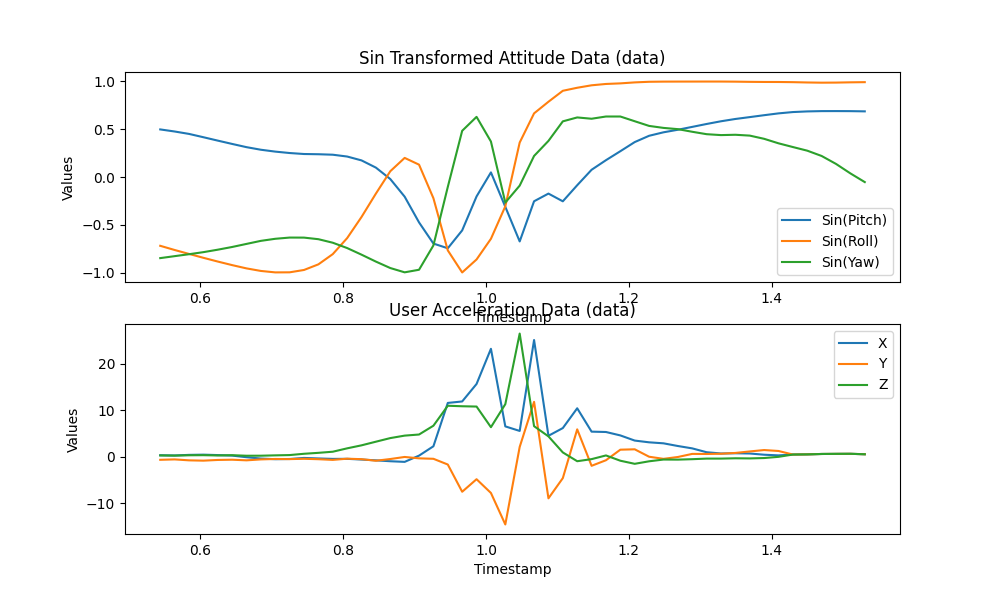 Sin Transformed Attitude Data (data)
1.0
0.5
0.0
−0.5
−1.0
Values
Sin(Pitch)
Sin(Roll)
Sin(Yaw)
0.6 0.8 1.0 1.2 1.4
Timestamp
User Acceleration Data (data)
20
10
0
−10
Values
X
Y
Z
0.6 0.8 1.0 1.2 1.4
Timestamp